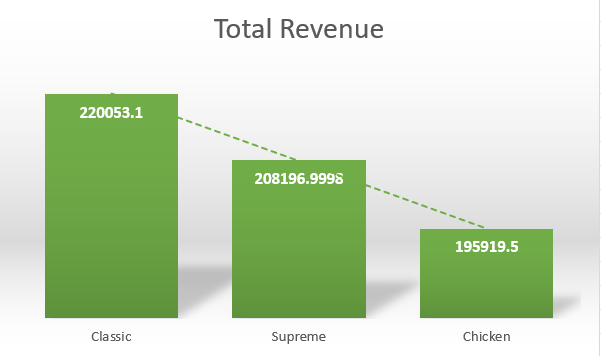 Total Revenue
220053.1
208196.9998
195919.5
Classic
Supreme
Chicken